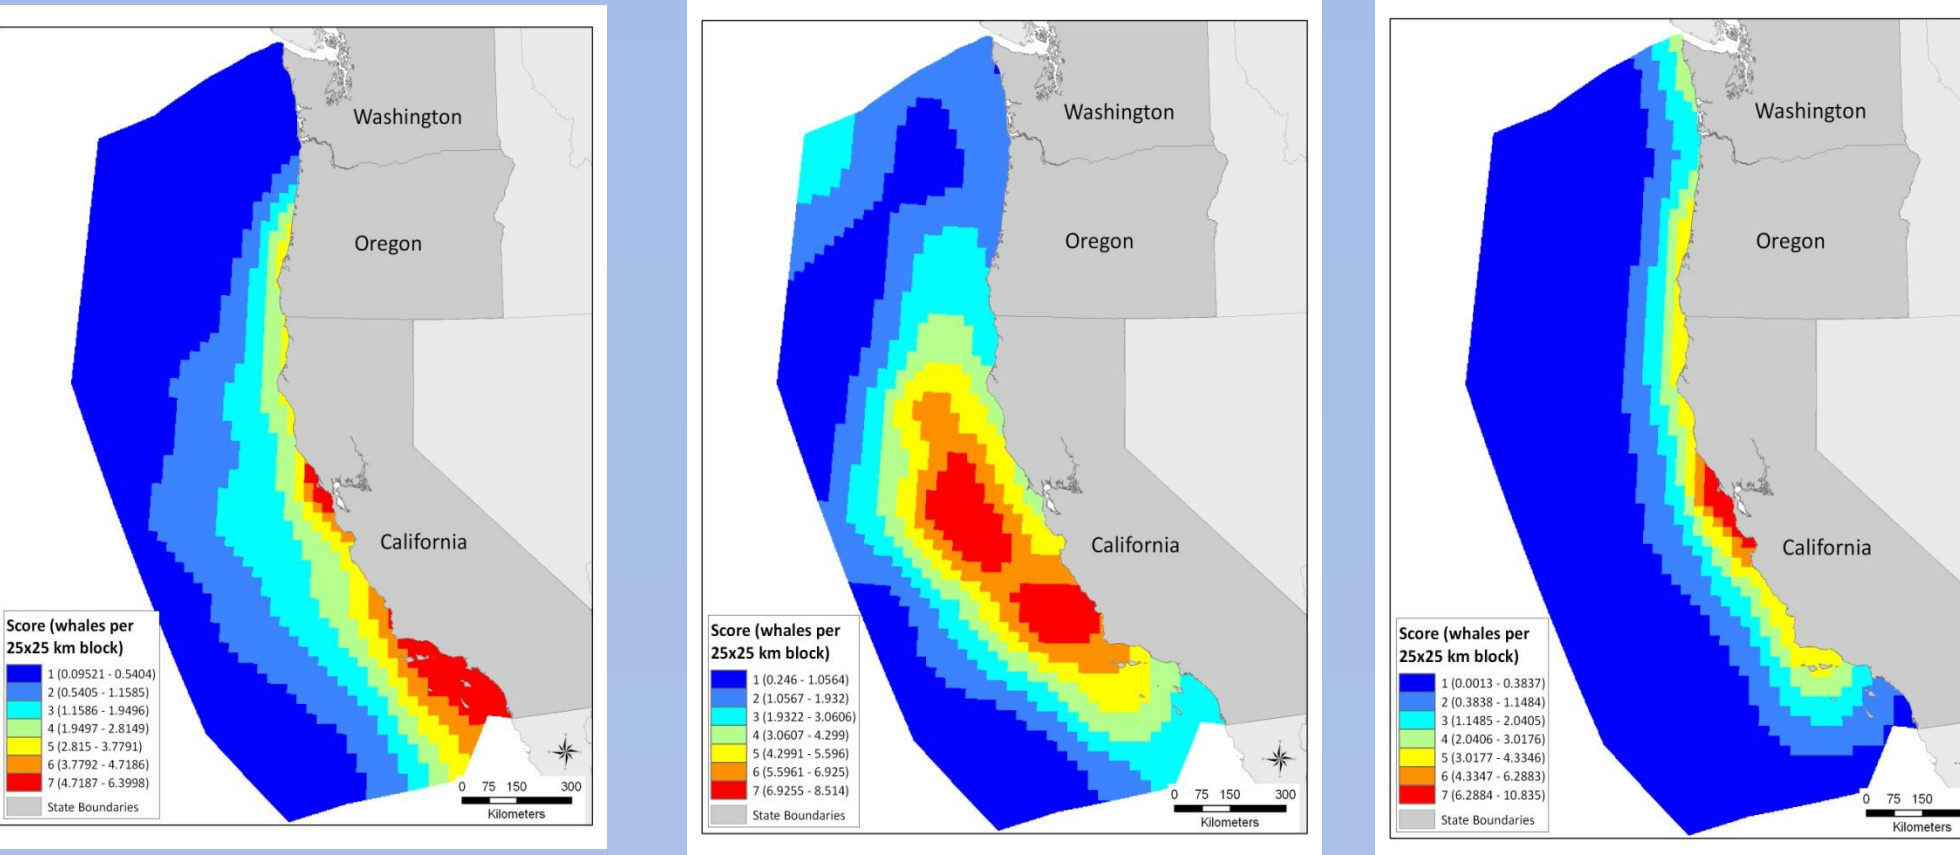 Washington
Oregon
California
Score (whales per
25x25 km block)
1 (0.09521 - 0.5404)
2 (0.5405 - 1.1585)
3 (1.1586 - 1.9496)
4 (1.9497 - 2.8149)
5 (2.815 - 3.7791)
6 (3.7792 - 4.7186)
7 (4.7187 - 6.3998)
State Boundaries
0 75 150 300
Kilometers
Washington
Oregon
California
Score (whales per
25x25 km block)
1 (0.246 - 1.0564)
2 (1.0567 - 1.932)
3 (1.9322 - 3.0606)
4 (3.0607 - 4.299)
5 (4.2991 - 5.596)
6 (5.5961 - 6.925)
7 (6.9255 - 8.514)
State Boundaries
0 75 150 300
Kilometers
Washington
Oregon
California
Score (whales per
25x25 km block)
1 (0.0013 - 0.3837)
2 (0.3838 - 1.1484)
3 (1.1485 - 2.0405)
4 (2.0406 - 3.0176)
5 (3.0177 - 4.3346)
6 (4.3347 - 6.2883)
7 (6.2884 - 10.835)
State Boundaries
0 75 150
Kilometers